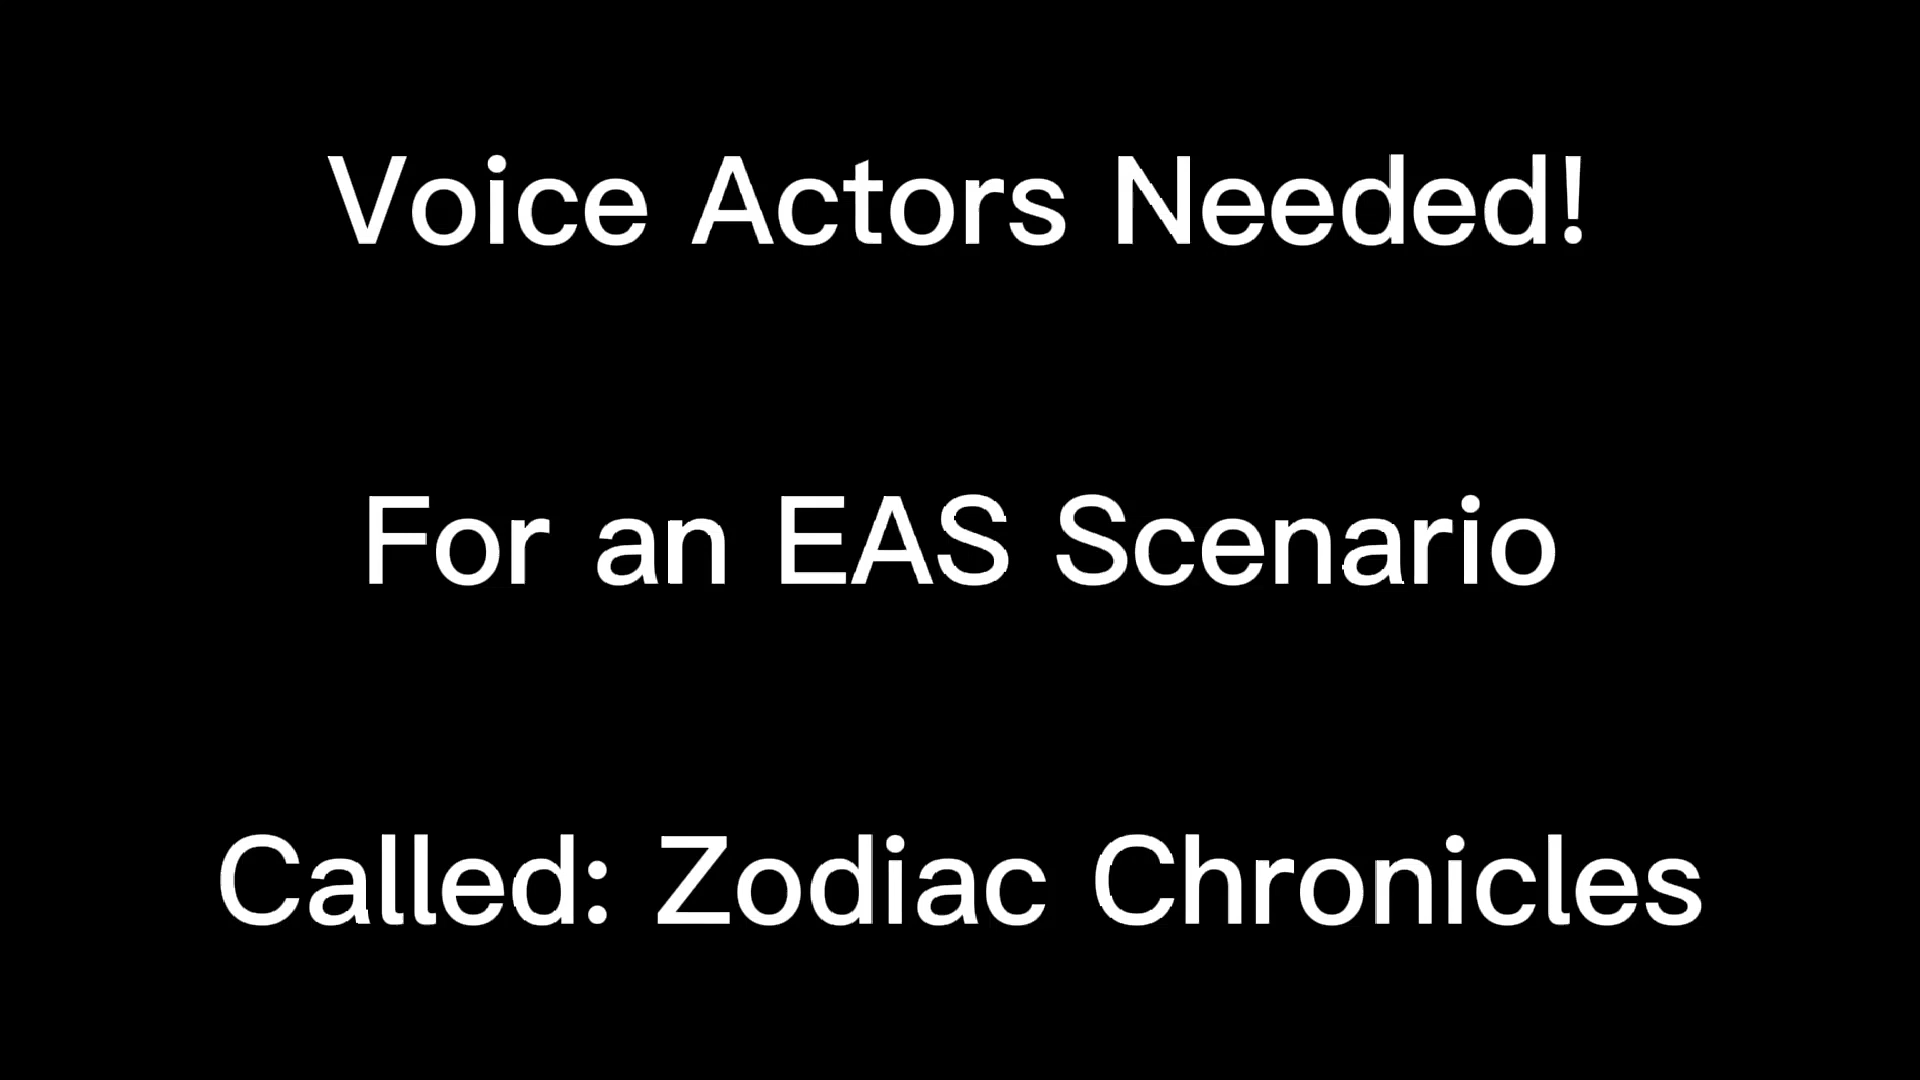 Voice Actors Needed!
For an EAS Scenario
Called: Zodiac Chronicles